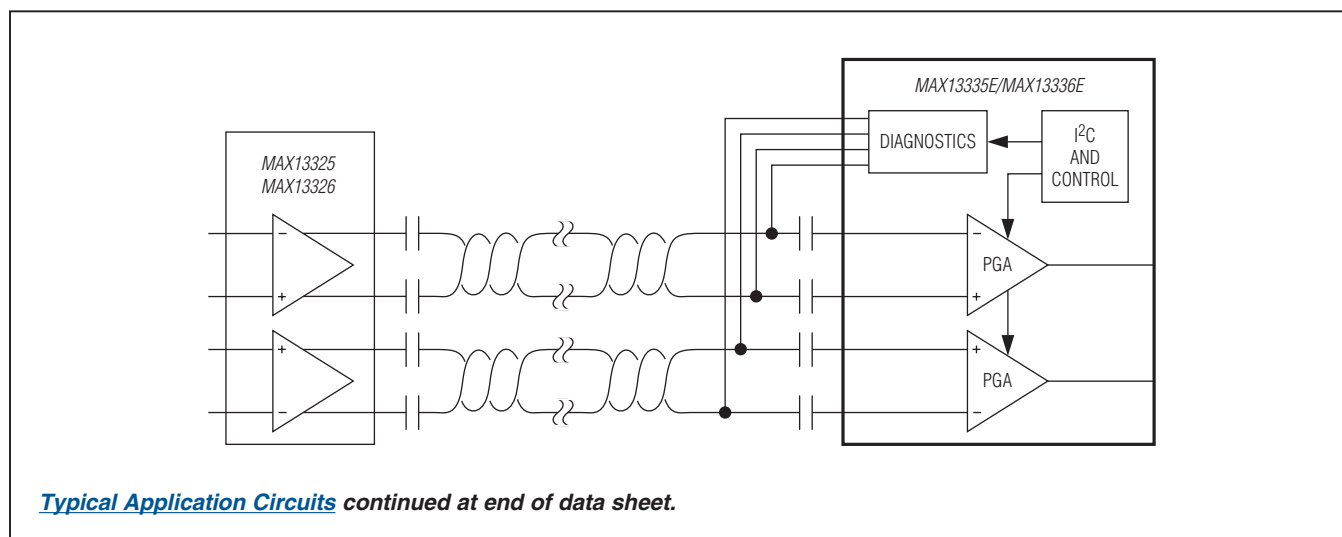 MAX13335E/MAX13336E
DIAGNOSTICS
I²C
AND
CONTROL
MAX13325
MAX13326
−
+
PGA
−
+
+
−
PGA
+
−
Typical Application Circuits continued at end of data sheet.